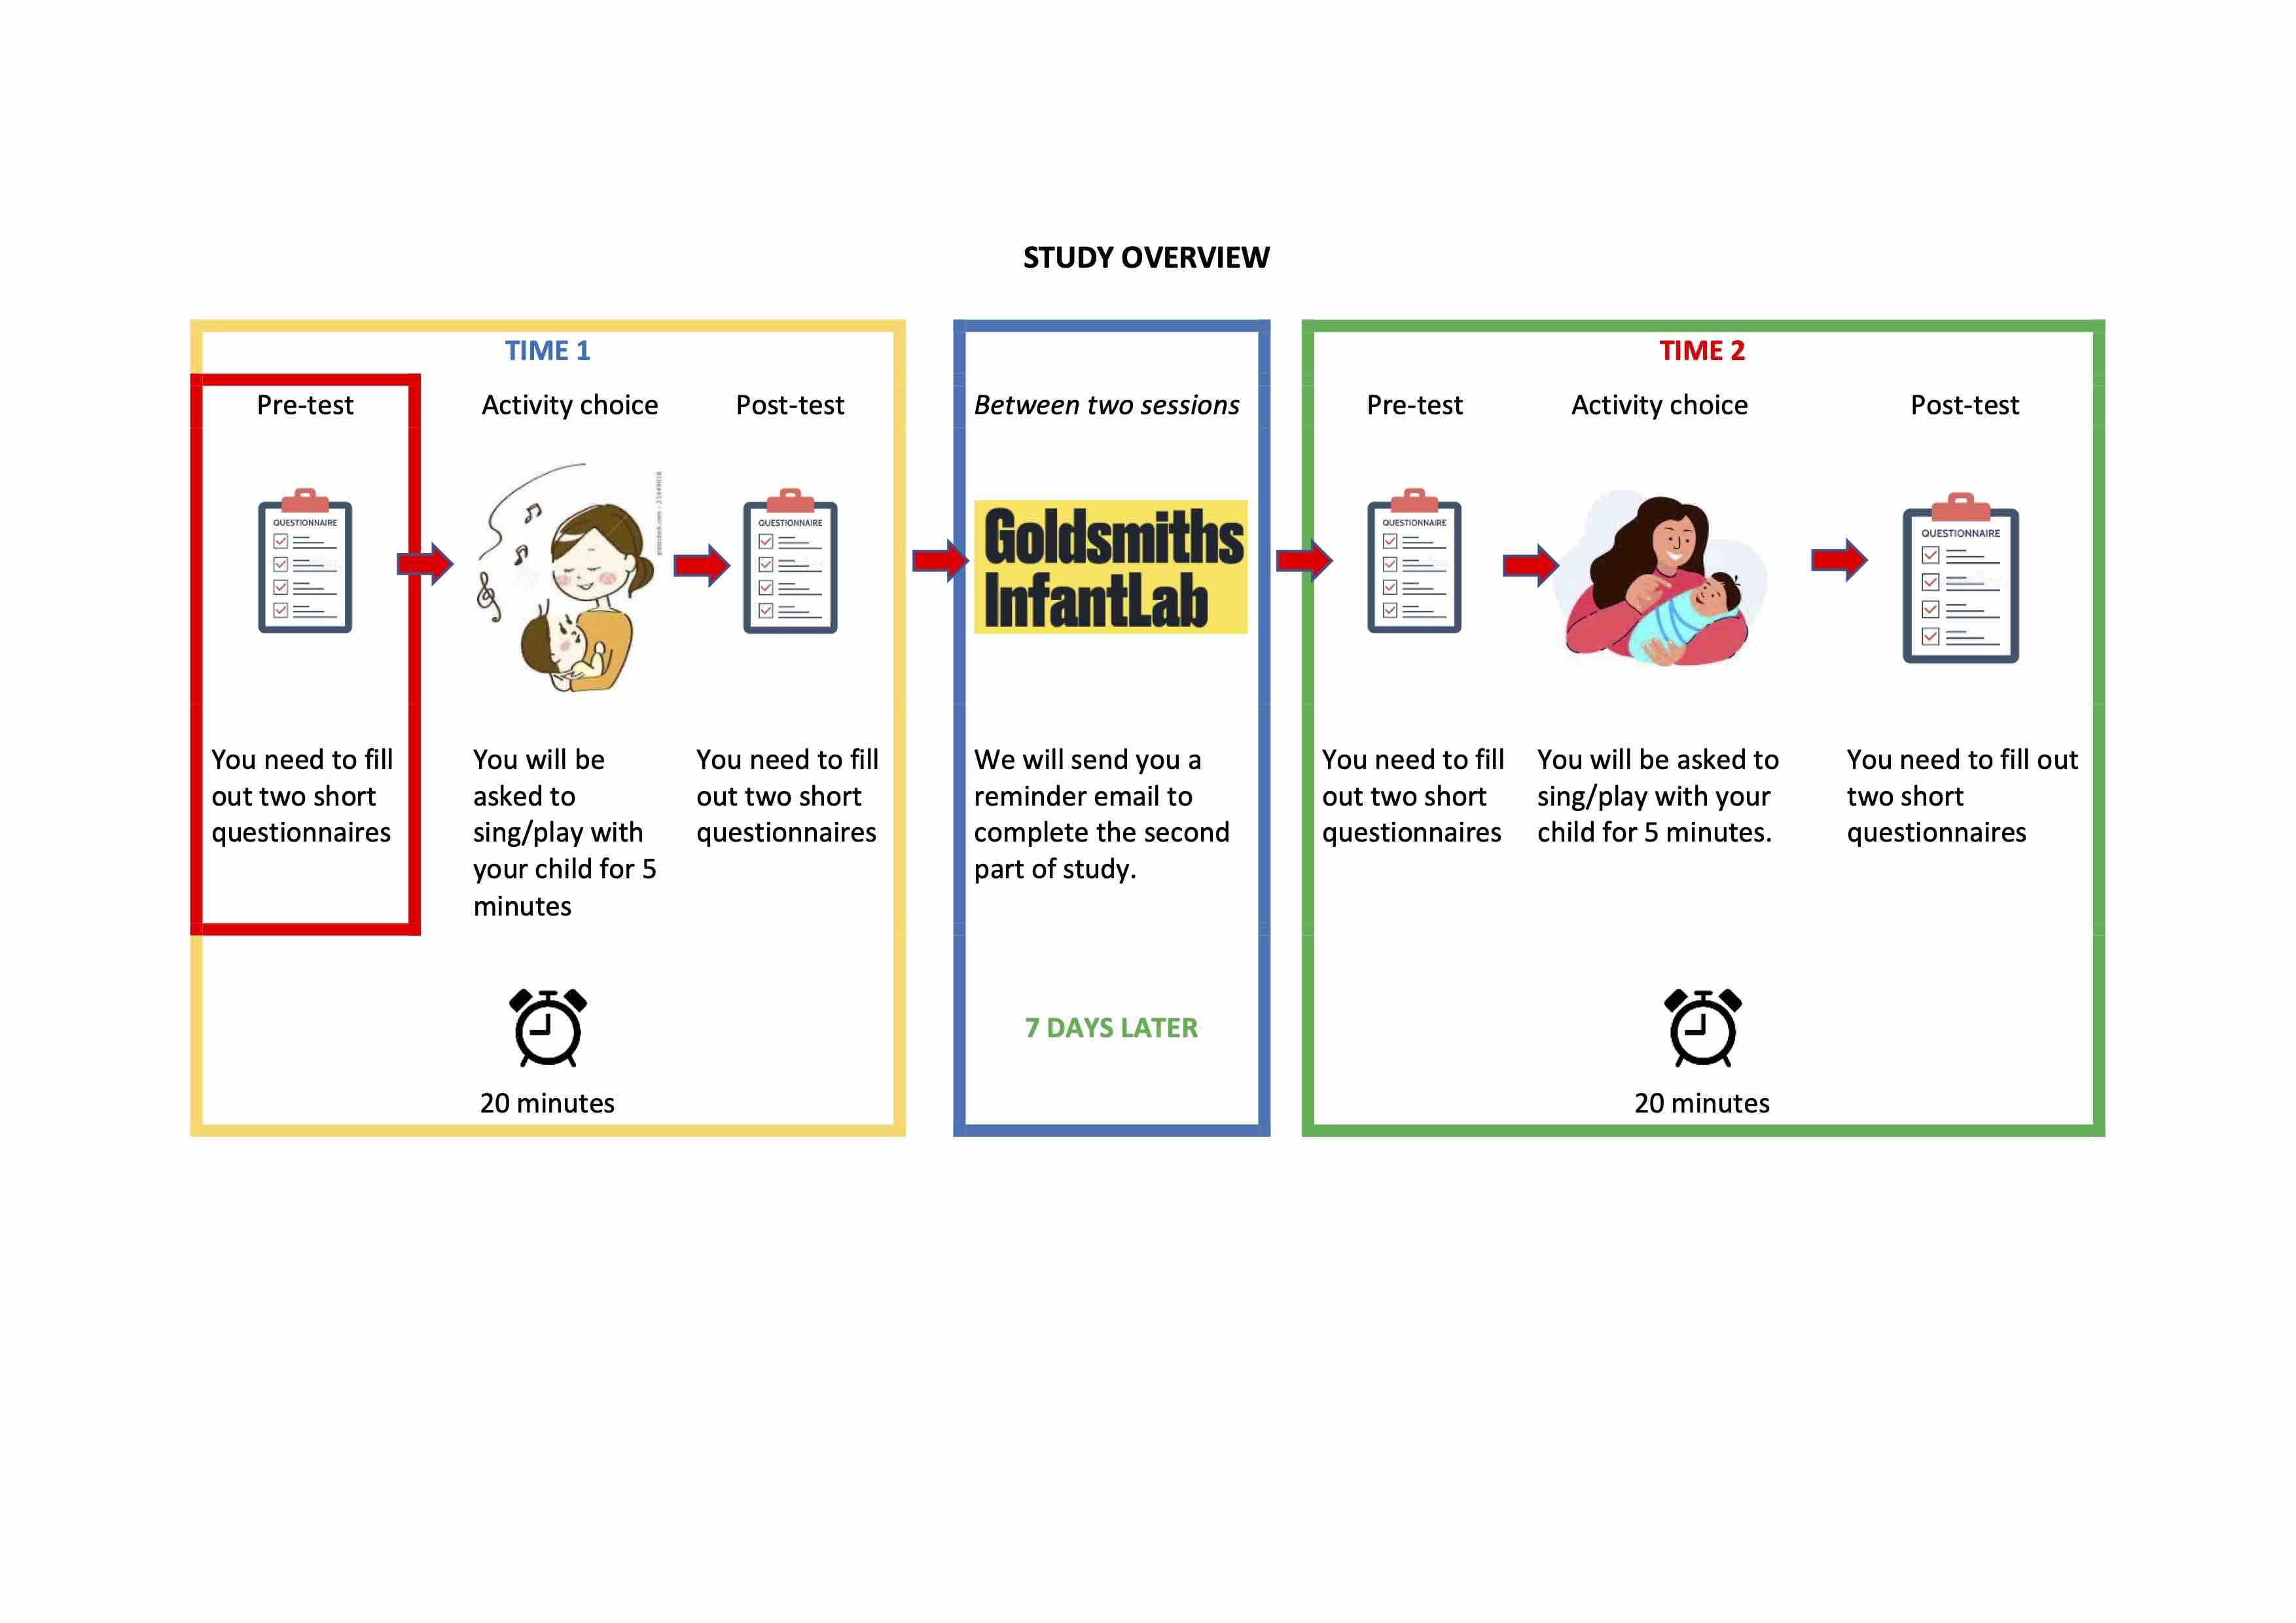 STUDY OVERVIEW
TIME 1
Pre-test
Activity choice
Post-test
QUESTIONNAIRE
QUESTIONNAIRE
You need to fill
out two short
questionnaires
You will be
asked to
sing/play with
your child for 5
minutes
You need to fill
out two short
questionnaires
20 minutes
Between two sessions
Goldsmiths
InfantLab
We will send you a
reminder email to
complete the second
part of study.
7 DAYS LATER
TIME 2
Pre-test
Activity choice
Post-test
QUESTIONNAIRE
QUESTIONNAIRE
You need to fill
out two short
questionnaires
You will be asked to
sing/play with your
child for 5 minutes.
You need to fill out
two short
questionnaires
20 minutes